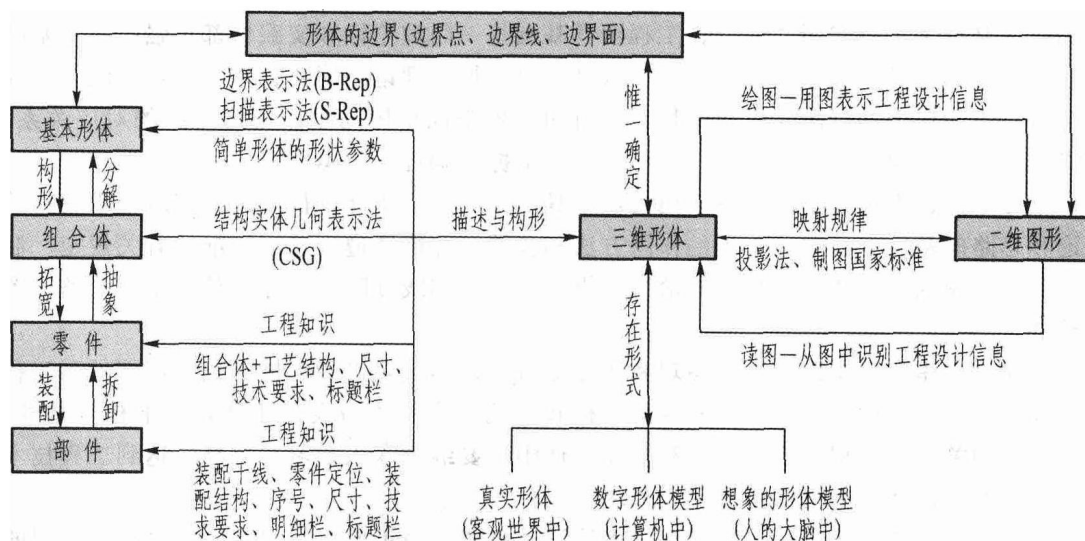 形体的边界(边界点、边界线、边界面)
边界表示法(B-Rep)
扫描表示法(S-Rep)
基本形体
简单形体的形状参数
惟一确定
绘图—用图表示工程设计信息
构形
分解
组合体
结构实体几何表示法
(CSG)
描述与构形
三维形体
映射规律
投影法、制图国家标准
二维图形
拓宽
抽象
零件
工程知识
组合体+工艺结构、尺寸、
技术要求、标题栏
存在形式
读图—从图中识别工程设计信息
装配
拆卸
部件
工程知识
装配干线、零件定位、装
配结构、序号、尺寸、技
求要求、明细栏、标题栏
真实形体
(客观世界中)
数字形体模型
(计算机中)
想象的形体模型
(人的大脑中)